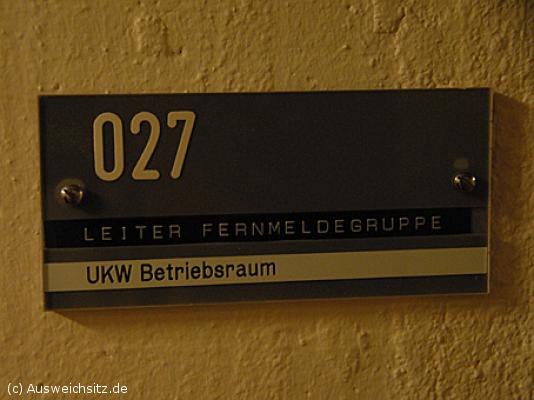 027
LEITER FERNMELDEGRUPPE
UKW Betriebsraum
(c) Ausweichsitz.de